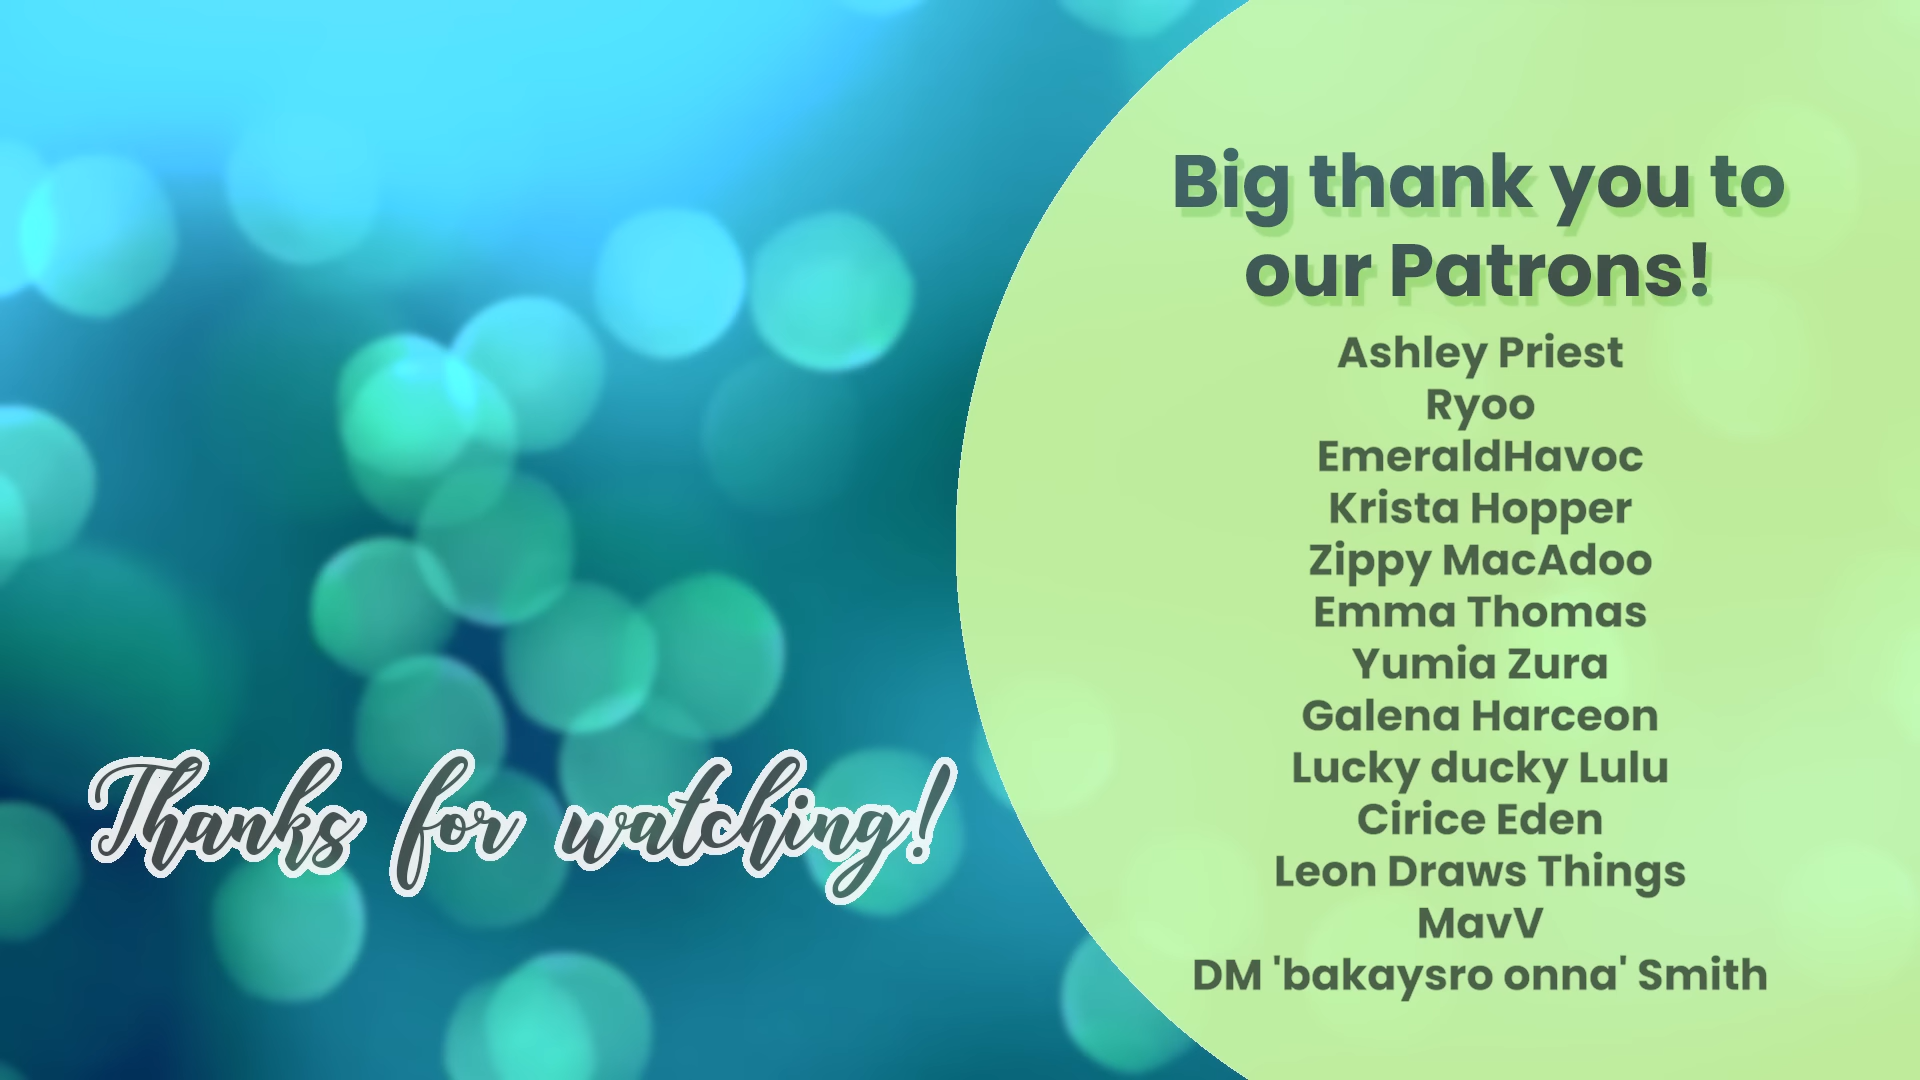 Big thank you to
our Patrons!
Ashley Priest
Ryoo
EmeraldHavoc
Krista Hopper
Zippy MacAdoo
Emma Thomas
Yumia Zura
Galena Harceon
Lucky ducky Lulu
Cirice Eden
Leon Draws Things
MavV
DM 'bakaysro onna' Smith
Thanks for watching!